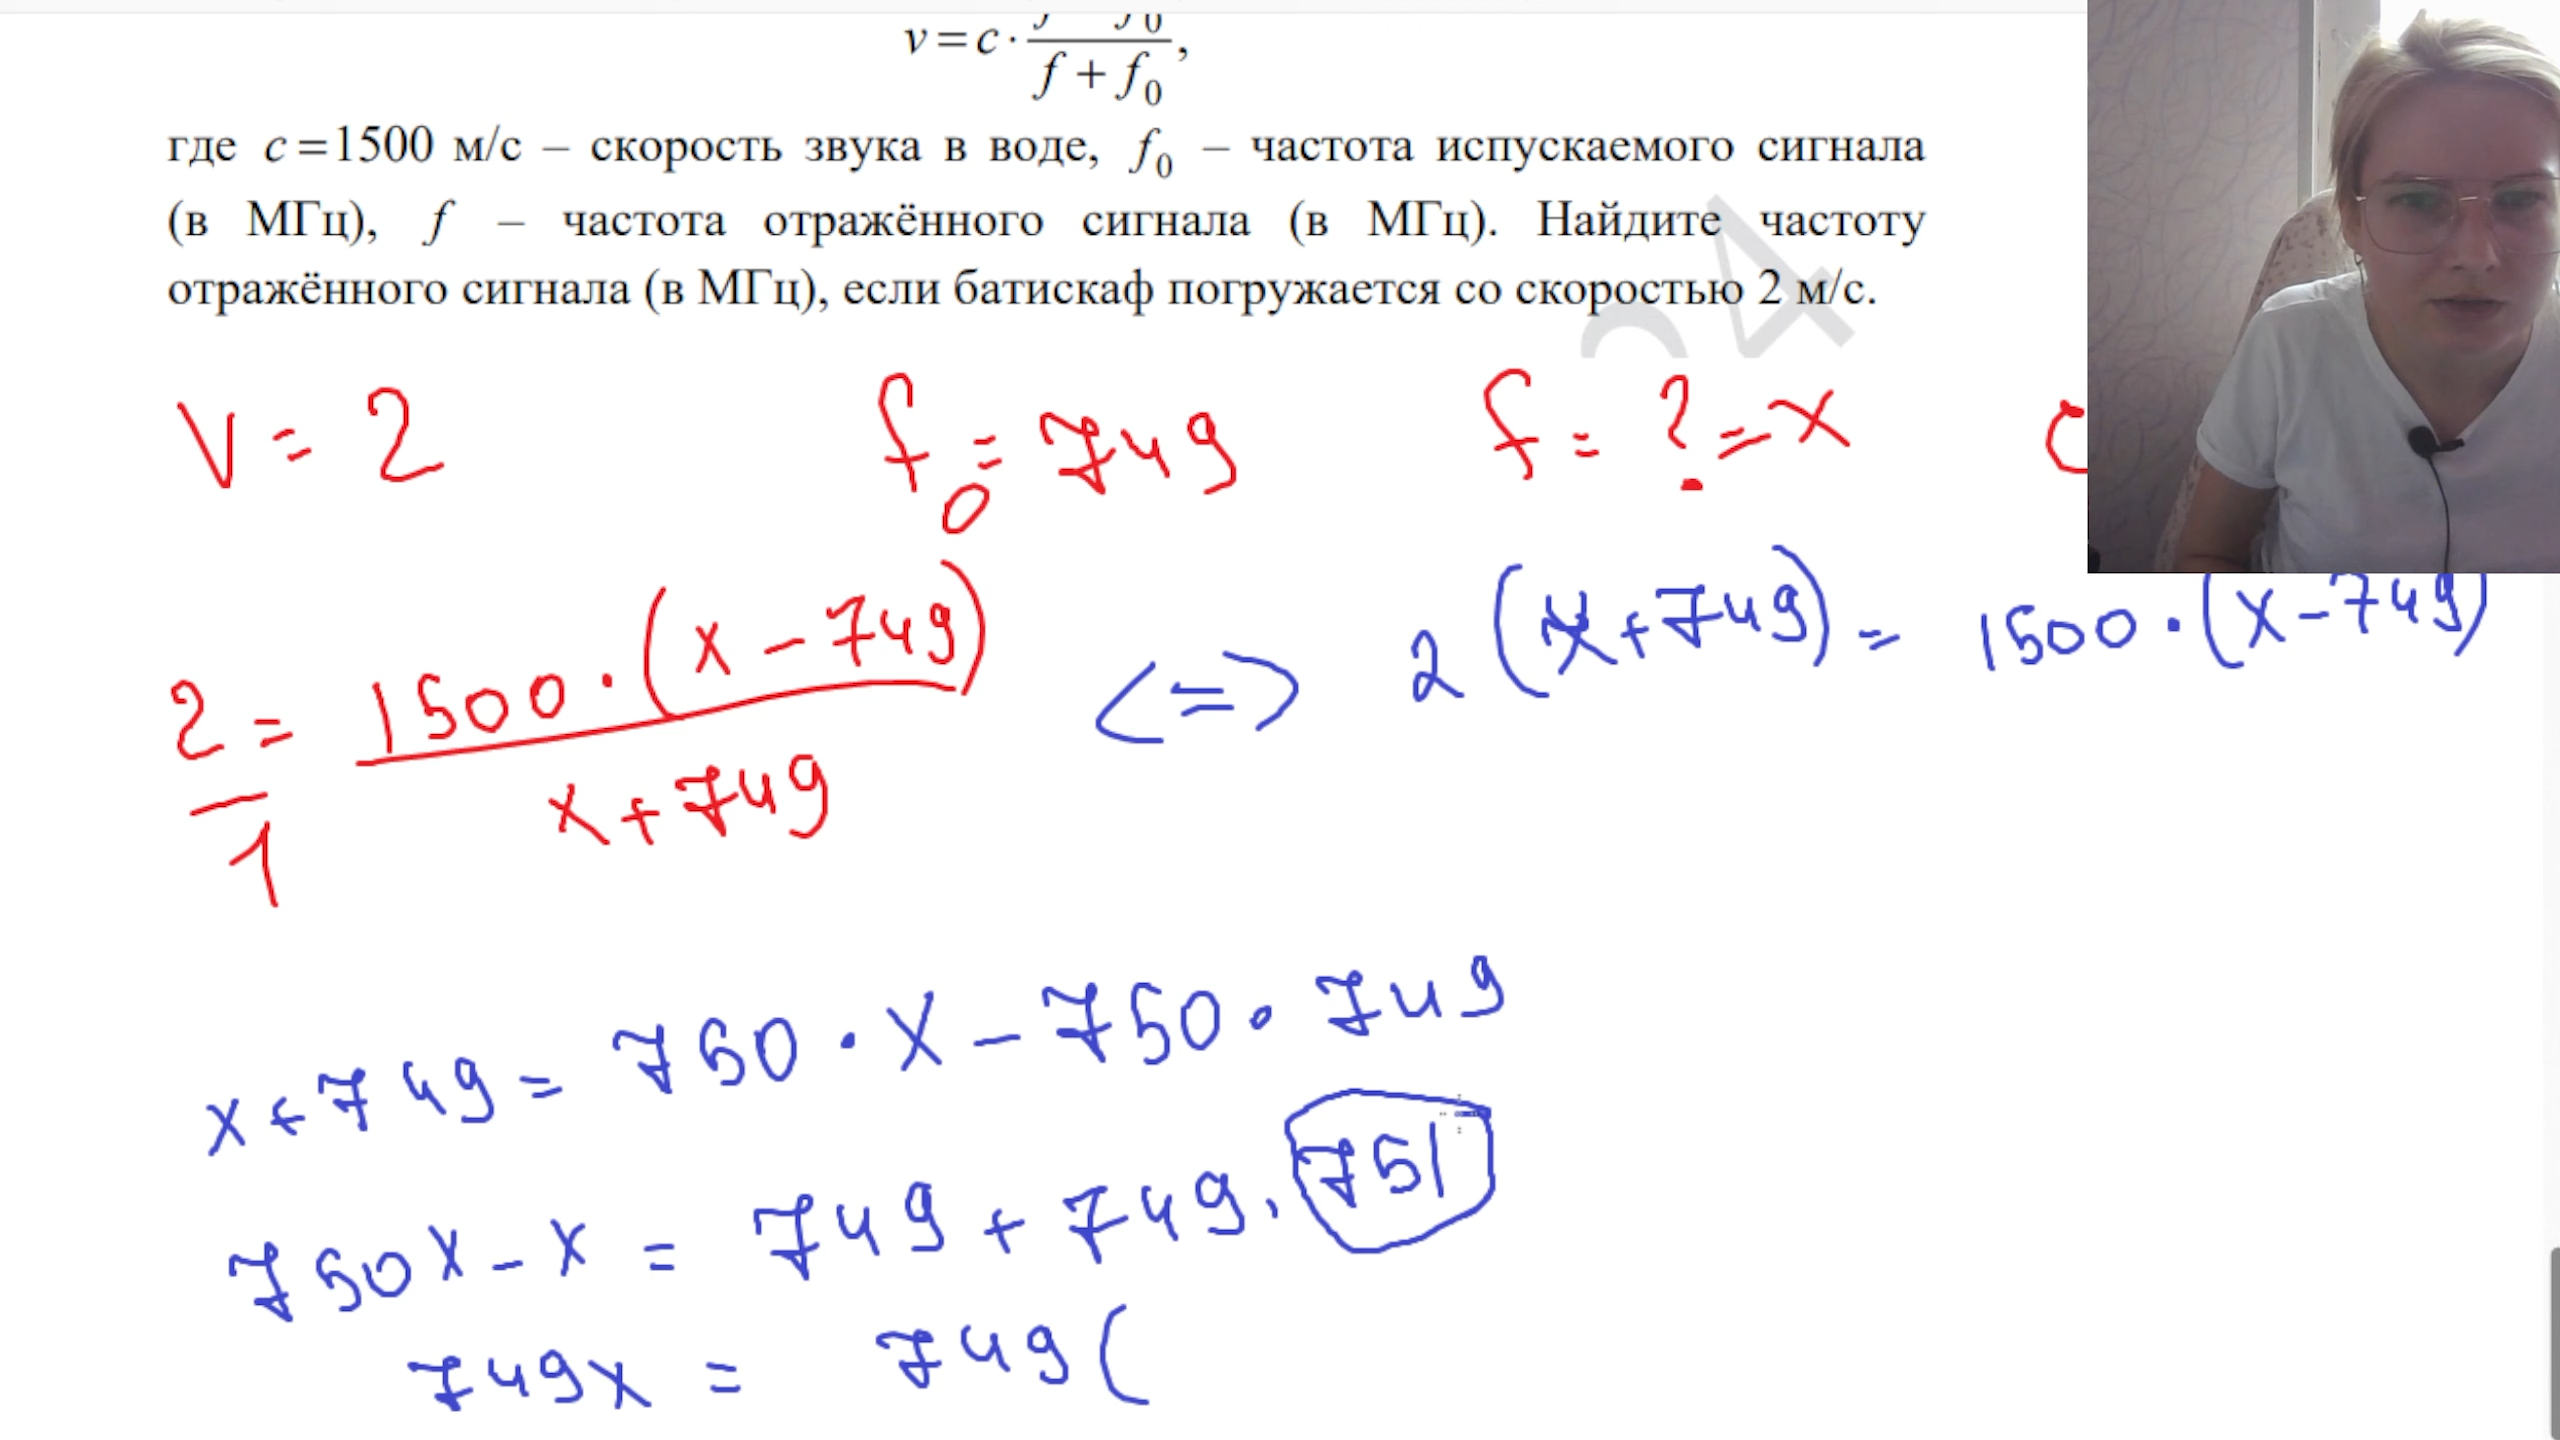 v = c · f f₀
f + f₀ ,
где c = 1500 м/с – скорость звука в воде, f₀ – частота испускаемого сигнала
(в МГц), f – частота отражённого сигнала (в МГц). Найдите частоту
отражённого сигнала (в МГц), если батискаф погружается со скоростью 2 м/с.
V = 2 f₀ = 749 f = ? = x
2/1 = 1500 · (x – 749) / x + 749 <=> 2 (x + 749) = 1500 · (x – 749)
x + 749 = 750 · x – 750 · 749
750x – x = 749 + 749 · 751
749x = 749 (